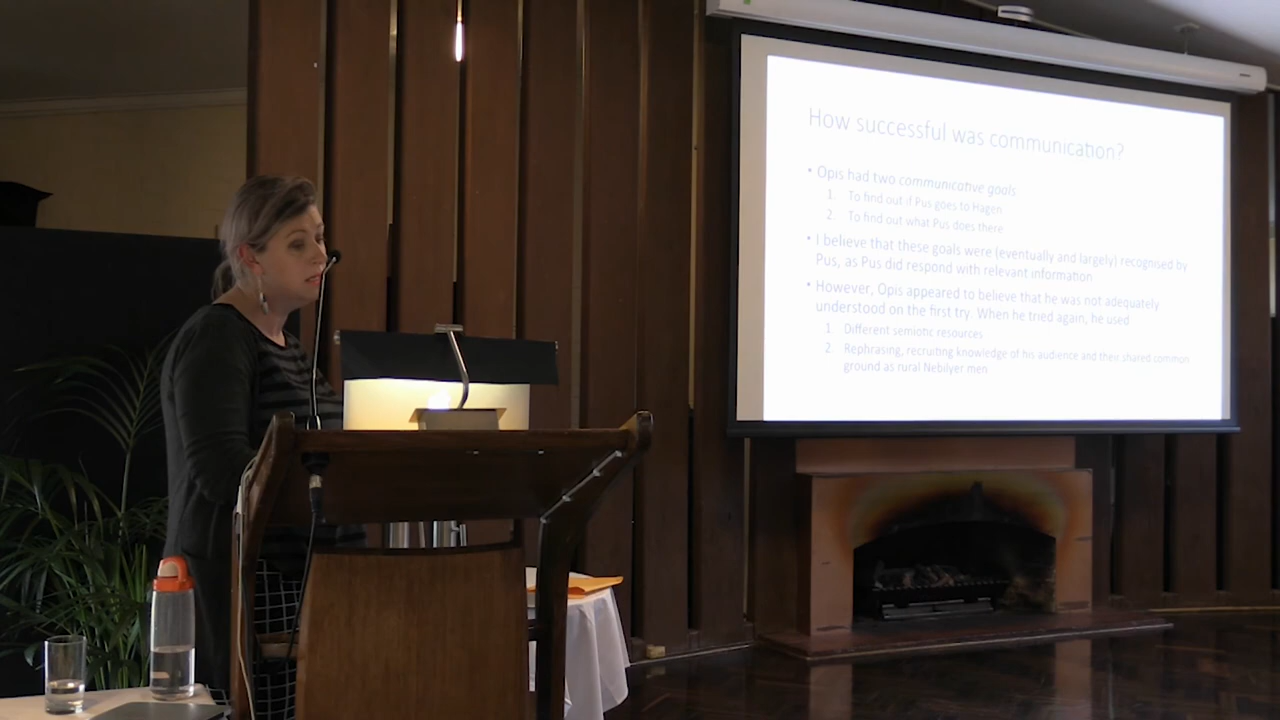 How successful was communication?
• Opis had two communicative goals:
1. To find out if Pus goes to Hagen
2. To find out what Pus does there
• I believe that these goals were (eventually and largely) recognised by
Pus, as Pus did respond with relevant information.
• However, Opis appeared to believe that he was not adequately
understood on the first try. When he tried again, he used
1. Different semiotic resources
2. Rephrasing, recruiting knowledge of his audience and their shared common
ground as rural Nebilyer men